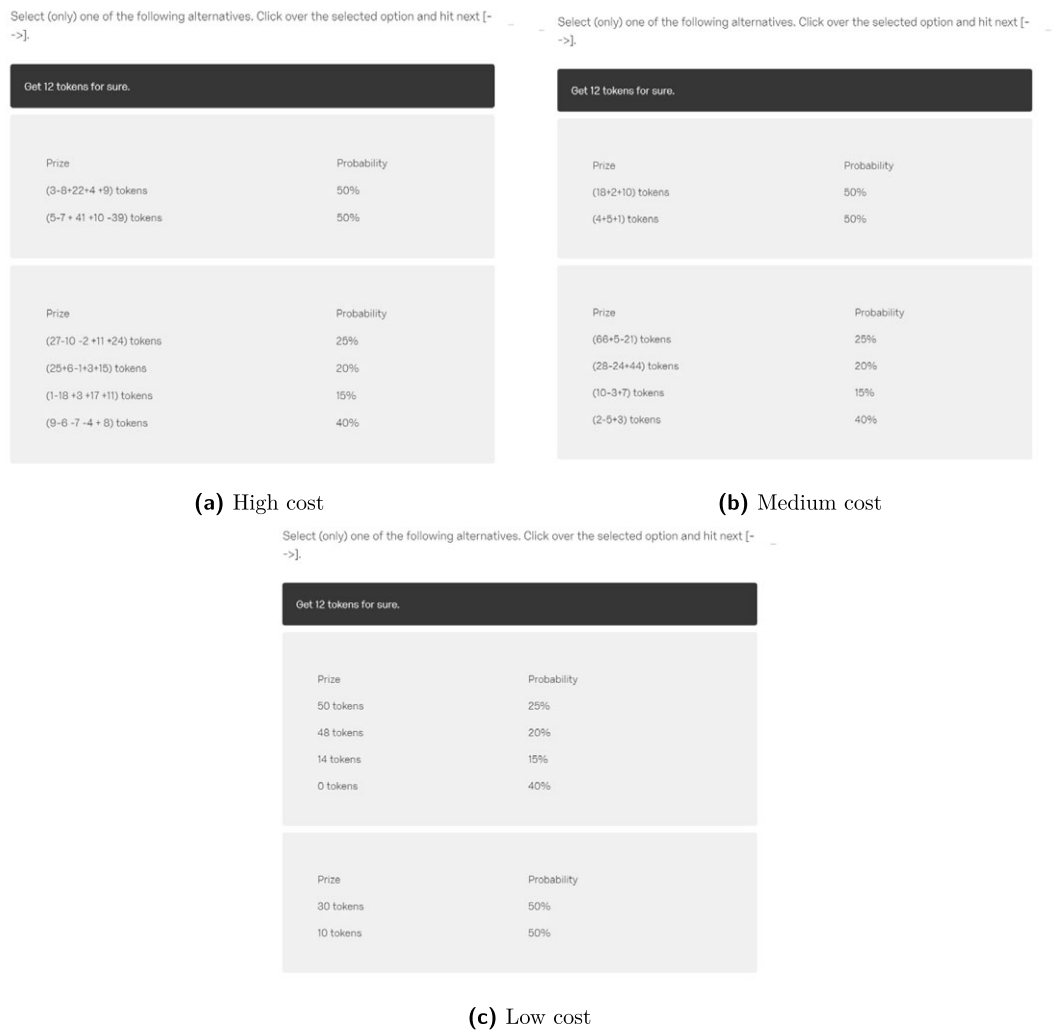 Select (only) one of the following alternatives. Click over the selected option and hit next [-
->].
Get 12 tokens for sure.
Prize Probability
(3-8+22+4 +9) tokens 50%
(5-7 + 41 +10 -39) tokens 50%
Prize Probability
(27-10 -2 +11 +24) tokens 25%
(25+6-1+3+15) tokens 20%
(1-18 +3 +17 +11) tokens 15%
(9-6 -7 -4 + 8) tokens 40%
(a) High cost
Select (only) one of the following alternatives. Click over the selected option and hit next [-
->].
Get 12 tokens for sure.
Prize Probability
(18+2+10) tokens 50%
(4+5+1) tokens 50%
Prize Probability
(66+5-21) tokens 25%
(28-24+44) tokens 20%
(10-3+7) tokens 15%
(2-5+3) tokens 40%
(b) Medium cost
Select (only) one of the following alternatives. Click over the selected option and hit next [-
->].
Get 12 tokens for sure.
Prize Probability
50 tokens 25%
48 tokens 20%
14 tokens 15%
0 tokens 40%
Prize Probability
30 tokens 50%
10 tokens 50%
(c) Low cost